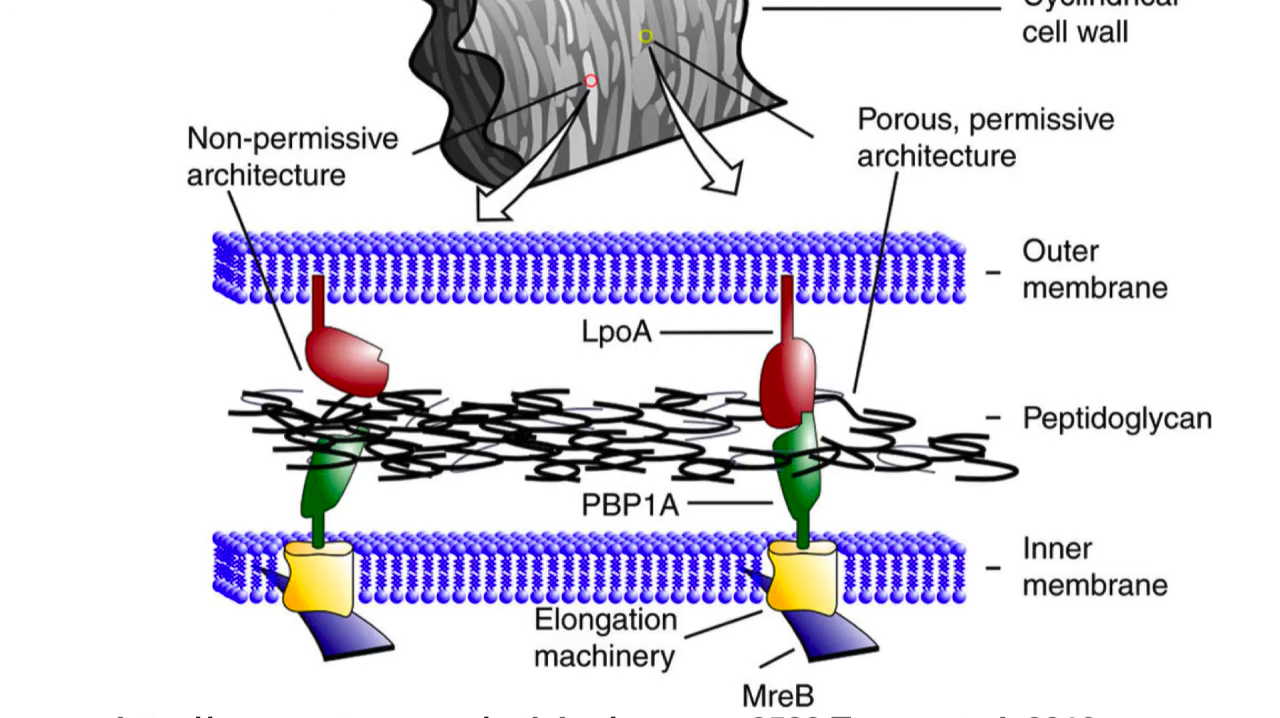 Cylindrical
cell wall
Non-permissive
architecture
Porous, permissive
architecture
Outer
membrane
LpoA
Peptidoglycan
PBP1A
Inner
membrane
Elongation
machinery
MreB